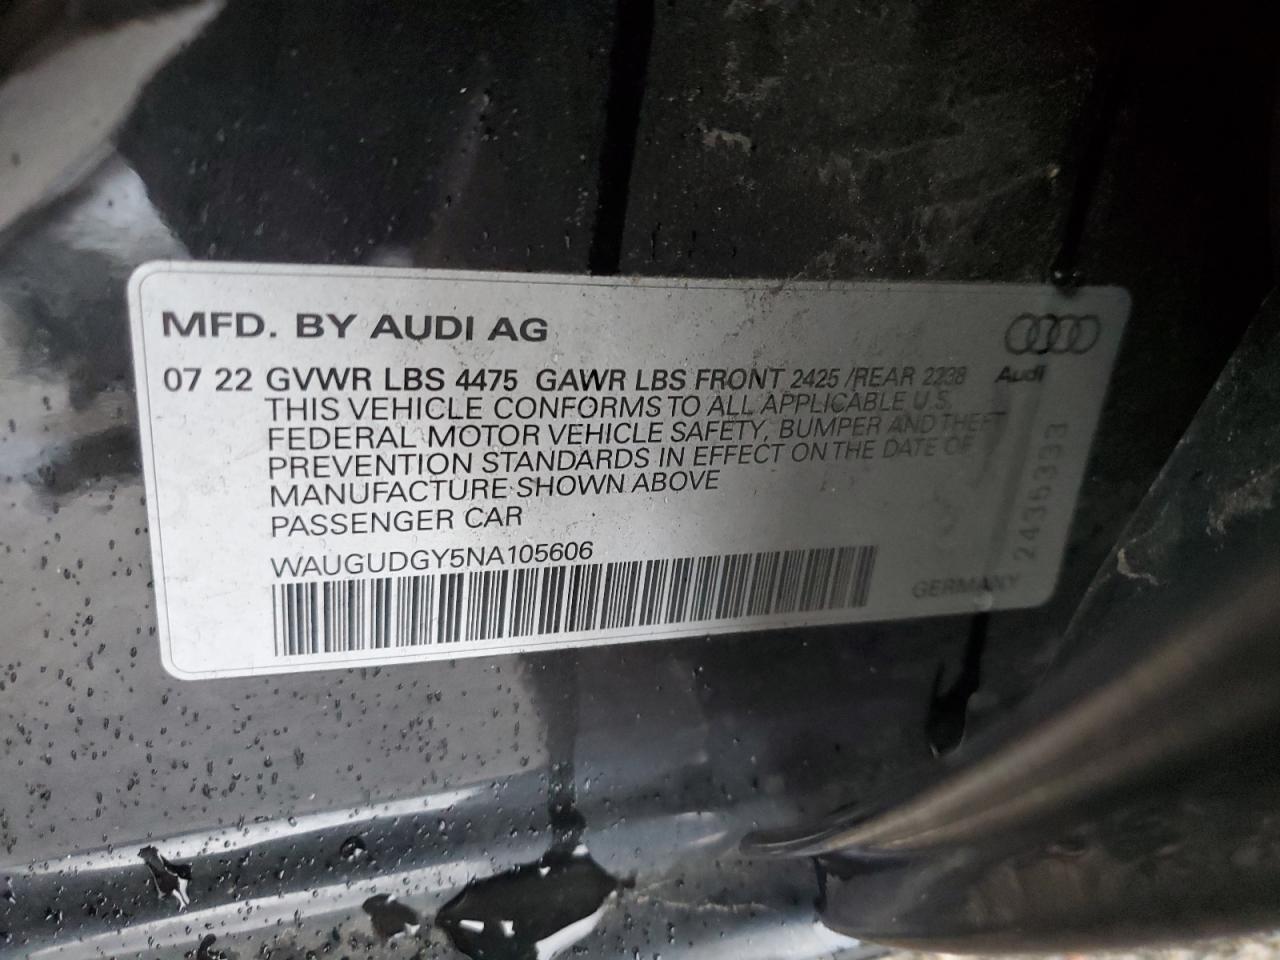 MFD. BY AUDI AG
07 22 GVWR LBS 4475 GAWR LBS FRONT 2425 /REAR 2238
Audi
THIS VEHICLE CONFORMS TO ALL APPLICABLE U.S.
FEDERAL MOTOR VEHICLE SAFETY, BUMPER AND THEFT
PREVENTION STANDARDS IN EFFECT ON THE DATE OF
MANUFACTURE SHOWN ABOVE
PASSENGER CAR
WAUGUDGY5NA105606
GERMANY
2435333